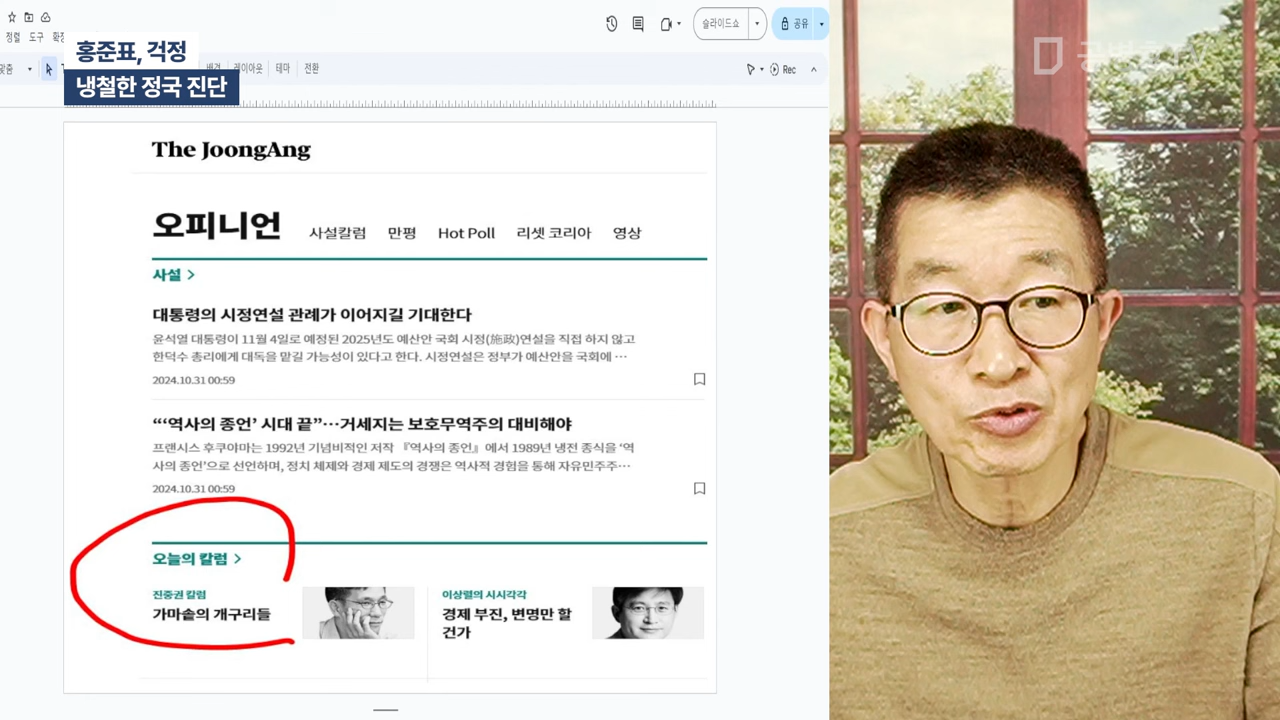 정렬 도구
홍준표, 걱정
냉철한 정국 진단
슬라이드쇼
공유
테마
전환
Rec
The JoongAng
오피니언
사설칼럼
만평
Hot Poll
리셋 코리아
영상
사설 >
대통령의 시정연설 관례가 이어지길 기대한다
윤석열 대통령이 11월 4일로 예정된 2025년도 예산안 국회 시정(施政)연설을 직접 하지 않고
한덕수 총리에게 대독을 맡길 가능성이 있다고 한다. 시정연설은 정부가 예산안을 국회에 …
2024.10.31 00:59
“‘역사의 종언’ 시대 끝”…거세지는 보호무역주의 대비해야
프랜시스 후쿠야마는 1992년 기념비적인 저작 『역사의 종언』에서 1989년 냉전 종식을 ‘역
사의 종언’으로 선언하며, 정치 체제와 경제 제도의 경쟁은 역사적 경험을 통해 자유민주주…
2024.10.31 00:59
오늘의 칼럼 >
진중권 칼럼
가마솥의 개구리들
이상렬의 시시각각
경제 부진, 변명만 할
건가